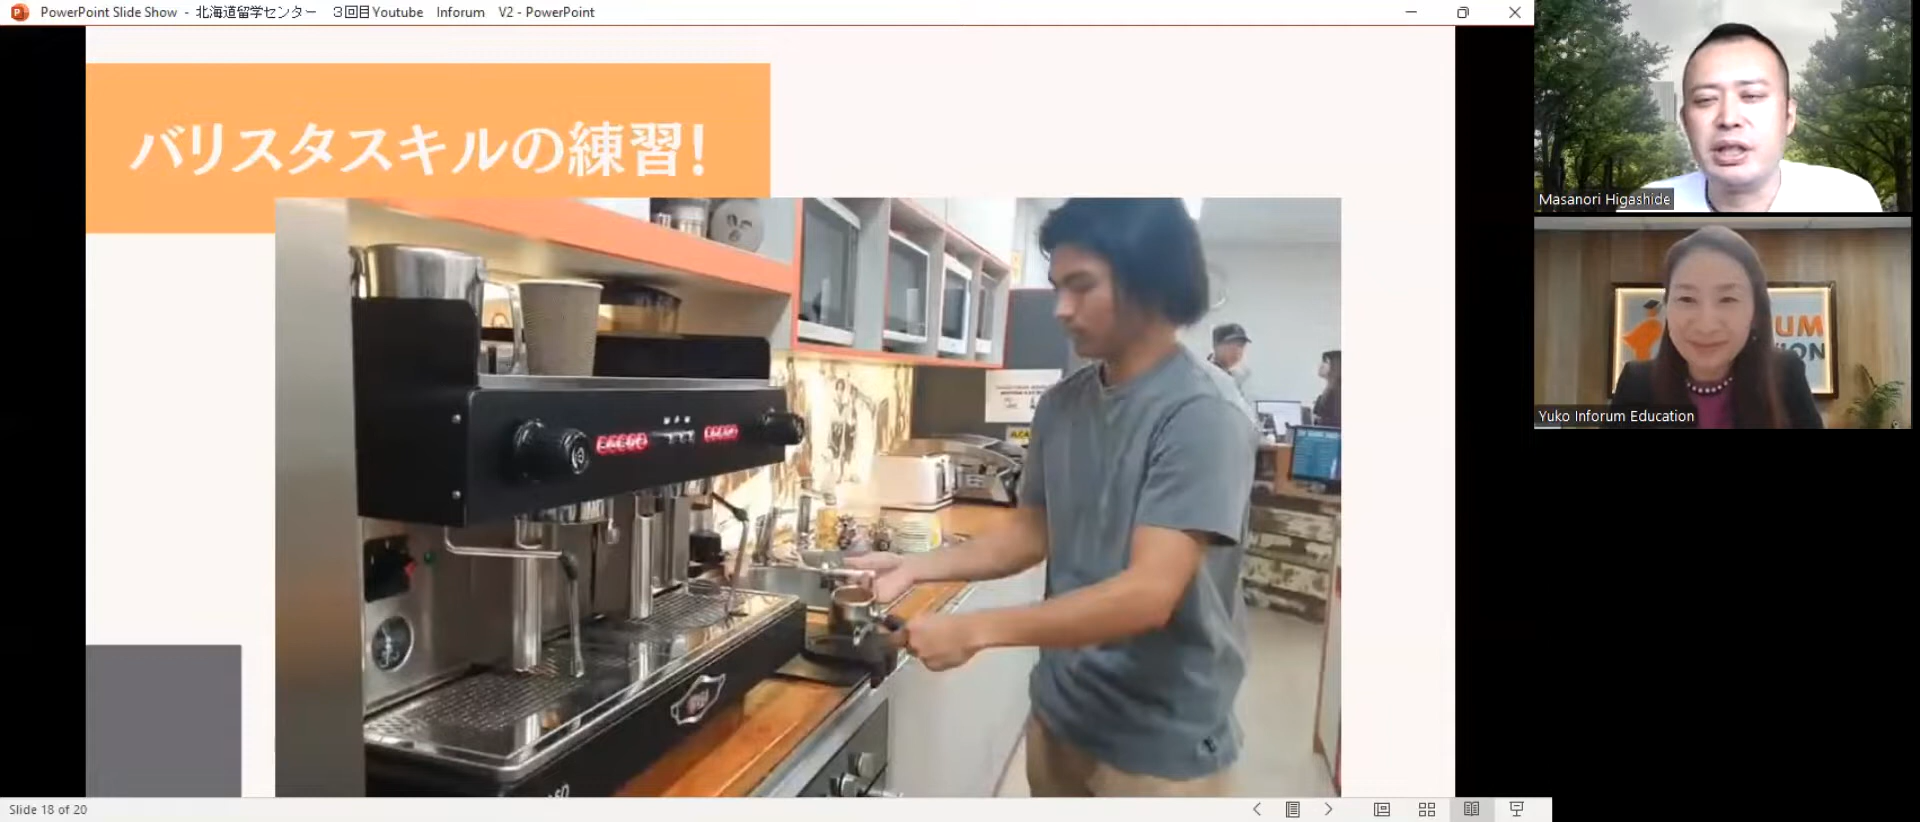 PowerPoint Slide Show - 北海道留学センター 3回目Youtube Inforum V2 - PowerPoint
バリスタスキルの練習!
Masanori Higashide
UM
ION
Yuko Inforum Education
Slide 18 of 20